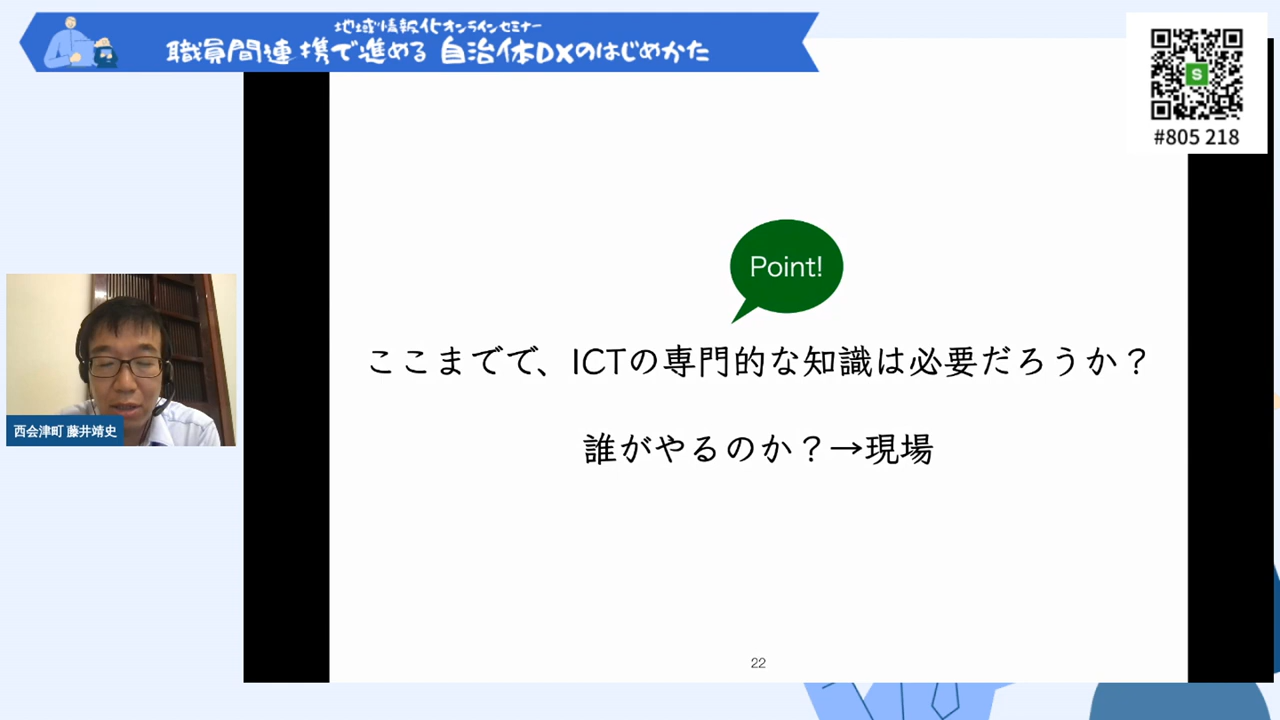 地域情報化オンラインセミナー
職員間連携で進める 自治体DXのはじめかた
#805 218
Point!
ここまでで、ICTの専門的な知識は必要だろうか？
誰がやるのか？→現場
西会津町 藤井靖史
22